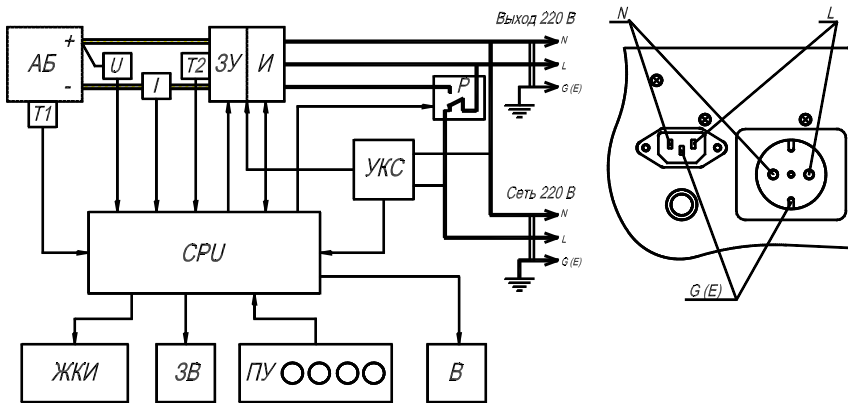 Выход 220 В
N
L
G (E)
АБ
+
-
U
I
T2
T1
ЗУ
И
P
УКС
CPU
Сеть 220 В
N
L
G (E)
ЖКИ
ЗВ
ПУ
В
N
L
G (E)